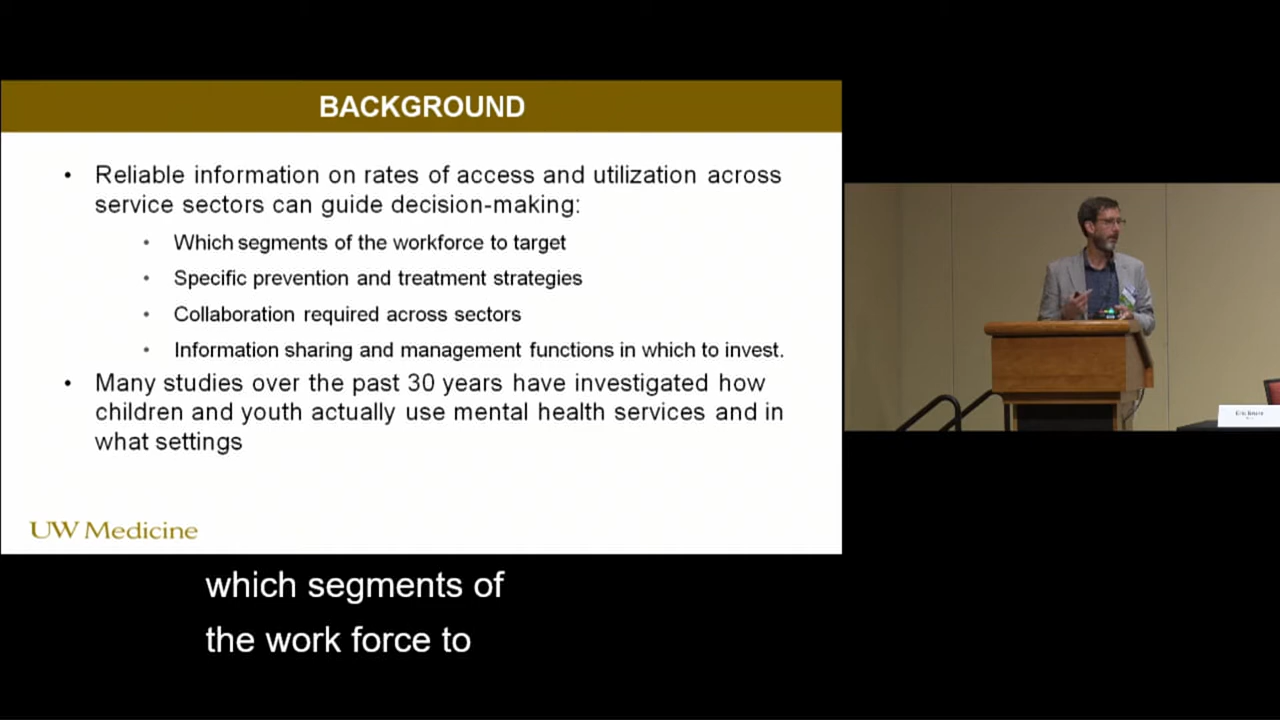 BACKGROUND
• Reliable information on rates of access and utilization across
service sectors can guide decision-making:
• Which segments of the workforce to target
• Specific prevention and treatment strategies
• Collaboration required across sectors
• Information sharing and management functions in which to invest.
• Many studies over the past 30 years have investigated how
children and youth actually use mental health services and in
what settings
UW Medicine
which segments of
the work force to